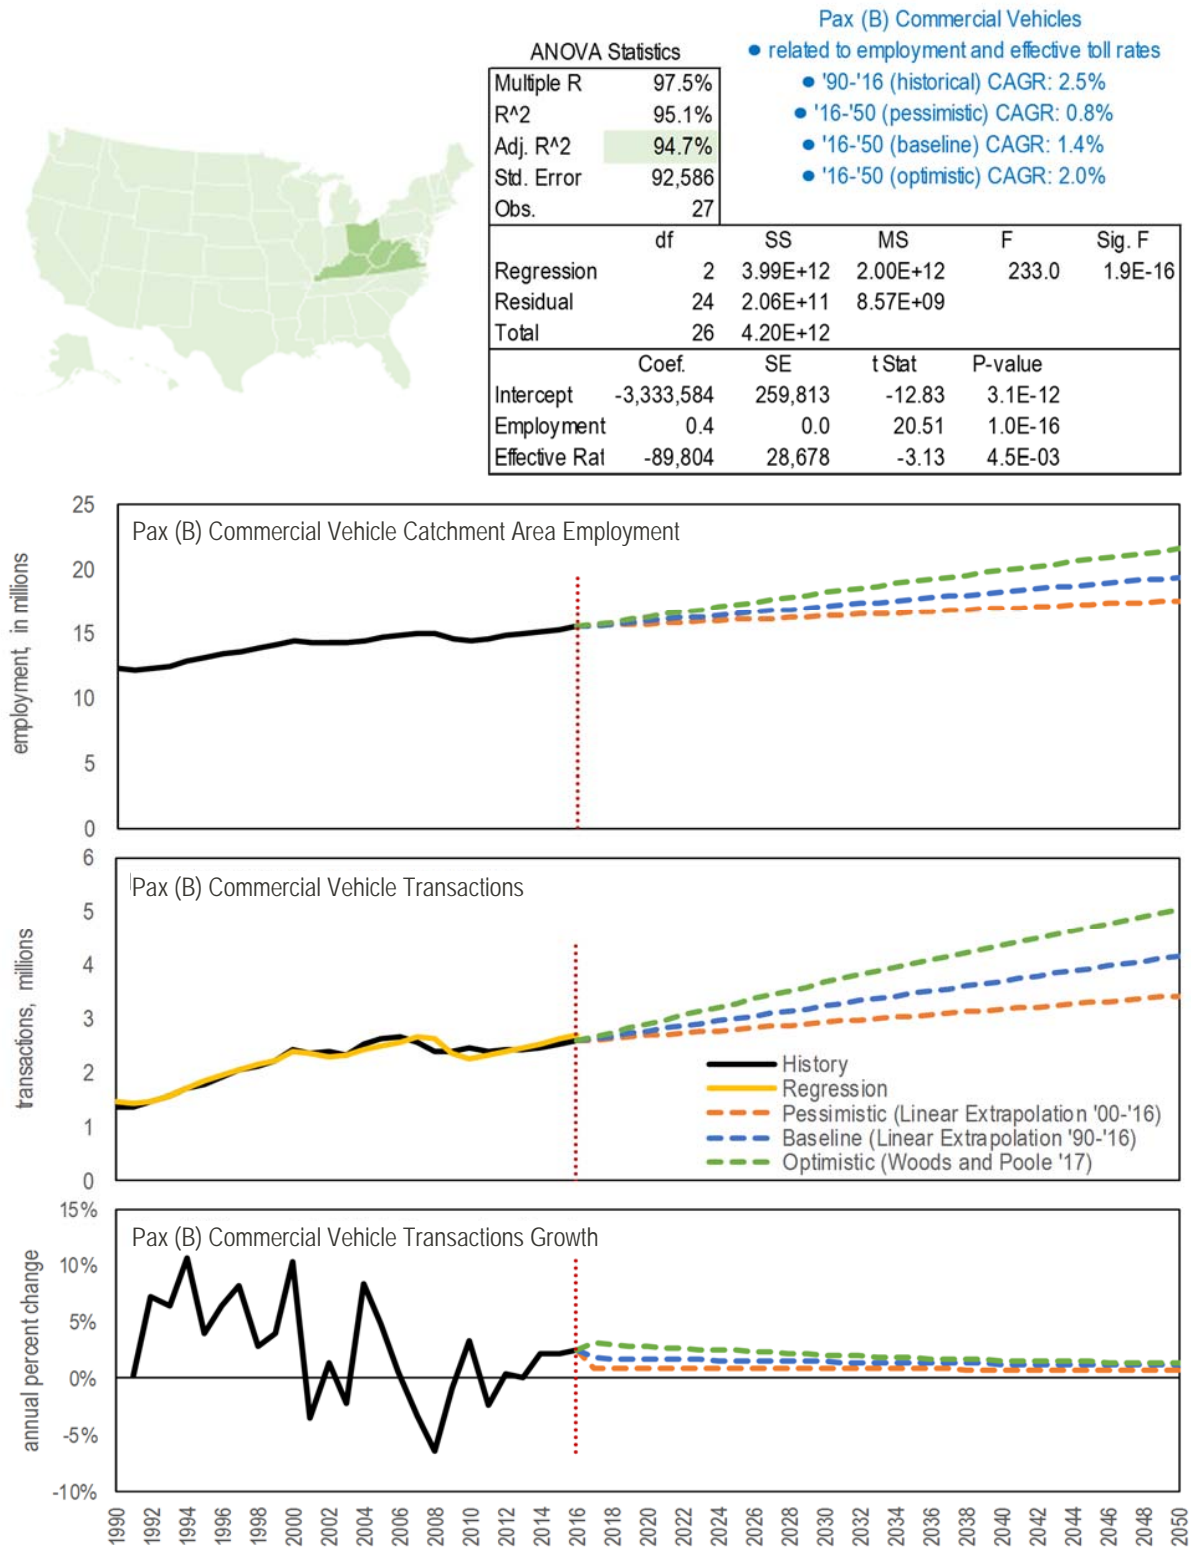 Pax (B) Commercial Vehicles
● related to employment and effective toll rates
● '90-'16 (historical) CAGR: 2.5%
● '16-'50 (pessimistic) CAGR: 0.8%
● '16-'50 (baseline) CAGR: 1.4%
● '16-'50 (optimistic) CAGR: 2.0%
ANOVA Statistics
Multiple R 97.5%
R^2 95.1%
Adj. R^2 94.7%
Std. Error 92,586
Obs. 27
df SS MS F Sig. F
Regression 2 3.99E+12 2.00E+12 233.0 1.9E-16
Residual 24 2.06E+11 8.57E+09
Total 26 4.20E+12
Coef. SE t Stat P-value
Intercept -3,333,584 259,813 -12.83 3.1E-12
Employment 0.4 0.0 20.51 1.0E-16
Effective Rat -89,804 28,678 -3.13 4.5E-03
Pax (B) Commercial Vehicle Catchment Area Employment
employment, in millions
25
20
15
10
5
0
Pax (B) Commercial Vehicle Transactions
transactions, millions
6
5
4
3
2
1
0
History
Regression
Pessimistic (Linear Extrapolation '00-'16)
Baseline (Linear Extrapolation '90-'16)
Optimistic (Woods and Poole '17)
Pax (B) Commercial Vehicle Transactions Growth
annual percent change
15%
10%
5%
0%
-5%
-10%
1990 1992 1994 1996 1998 2000 2002 2004 2006 2008 2010 2012 2014 2016 2018 2020 2022 2024 2026 2028 2030 2032 2034 2036 2038 2040 2042 2044 2046 2048 2050